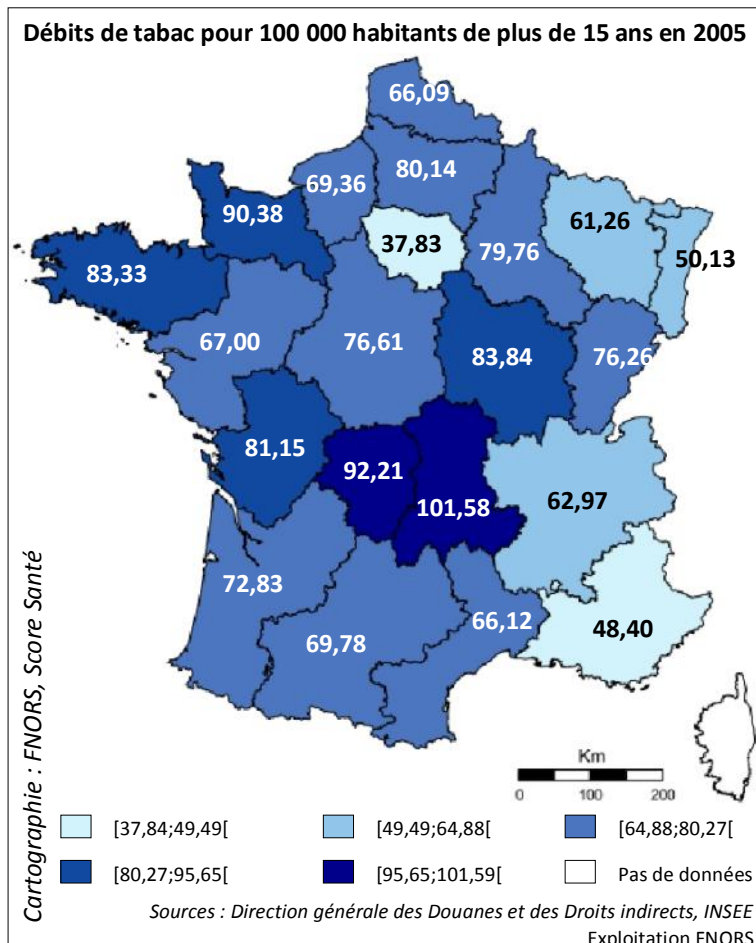 Débits de tabac pour 100 000 habitants de plus de 15 ans en 2005
66,09
80,14
69,36
90,38
61,26
37,83
79,76
50,13
83,33
67,00
76,61
83,84
76,26
81,15
92,21
101,58
62,97
72,83
69,78
66,12
48,40
Cartographie : FNORS, Score Santé
Km
0 100 200
[37,84;49,49[ [49,49;64,88[ [64,88;80,27[
[80,27;95,65[ [95,65;101,59[ Pas de données
Sources : Direction générale des Douanes et des Droits indirects, INSEE
Exploitation FNORS